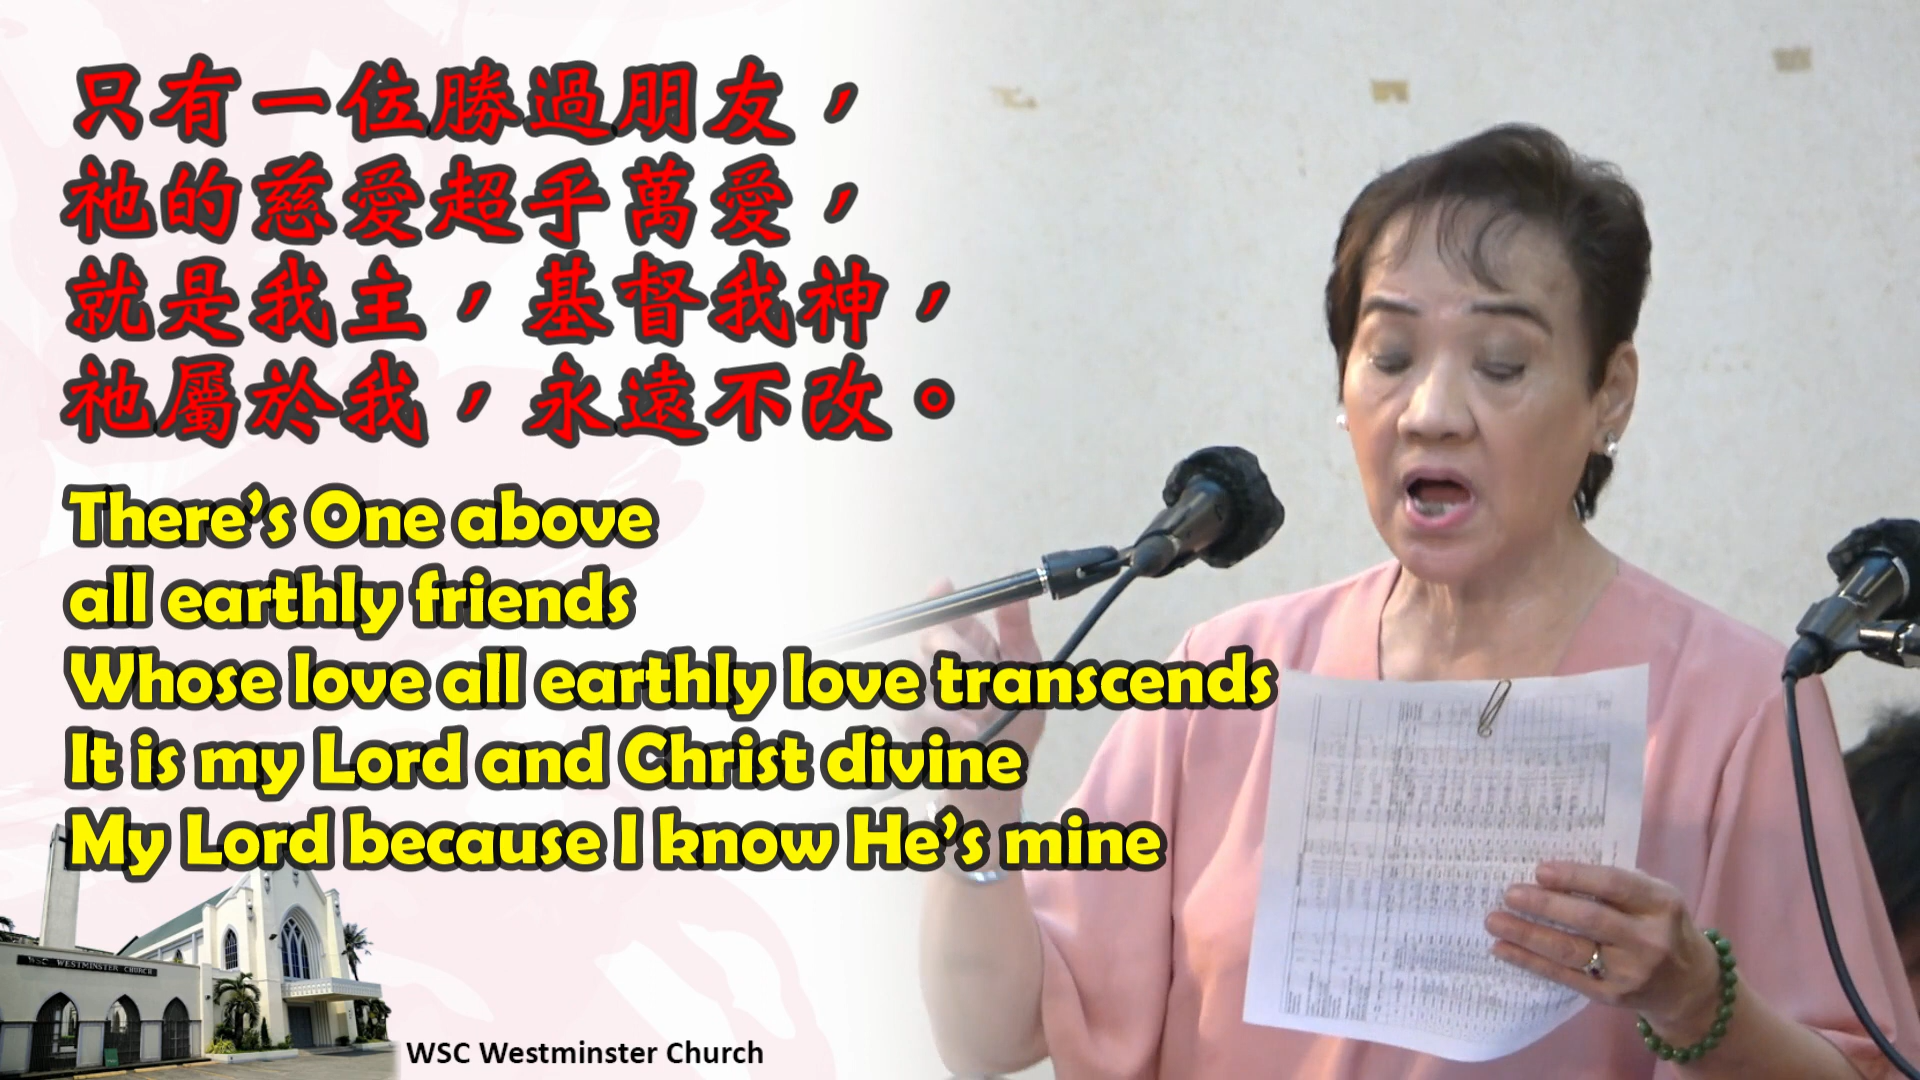 只有一位勝過朋友，
祂的慈愛超乎萬愛，
就是我主，基督我神，
祂屬於我，永遠不改。
There's One above
all earthly friends
Whose love all earthly love transcends
It is my Lord and Christ divine
My Lord because I know He's mine
WSC WESTMINSTER CHURCH
WSC Westminster Church